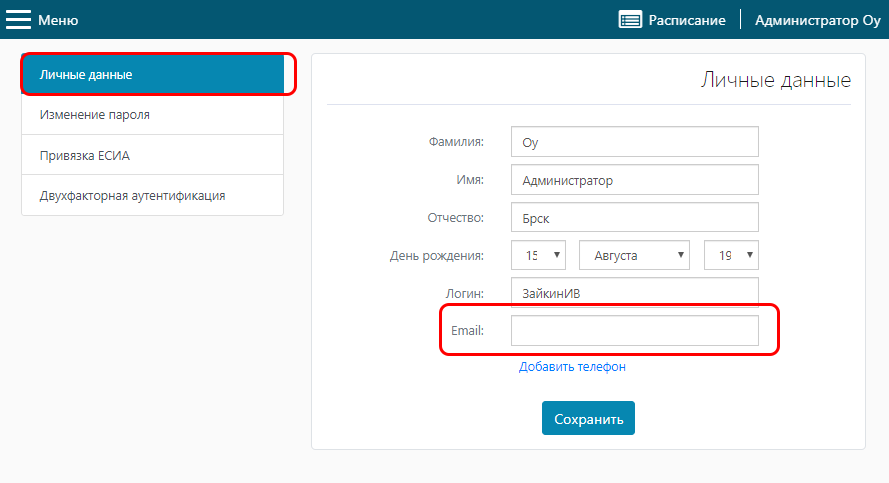 Меню
Расписание
Администратор Оу
Личные данные
Изменение пароля
Привязка ЕСИА
Двухфакторная аутентификация
Личные данные
Фамилия: Оу
Имя: Администратор
Отчество: Брск
День рождения: 15 Августа 19
Логин: ЗайкинИВ
Email:
Добавить телефон
Сохранить